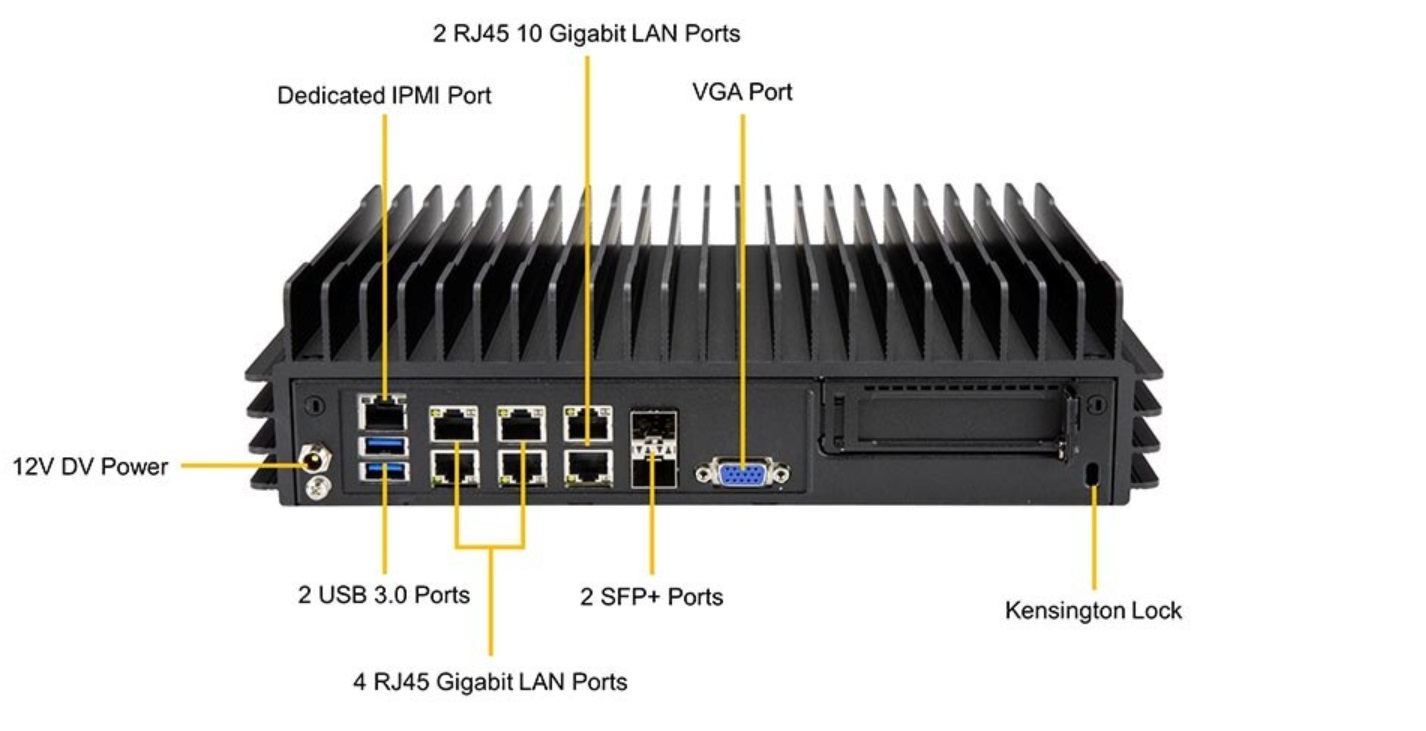 2 RJ45 10 Gigabit LAN Ports
Dedicated IPMI Port
VGA Port
12V DV Power
2 USB 3.0 Ports
2 SFP+ Ports
Kensington Lock
4 RJ45 Gigabit LAN Ports